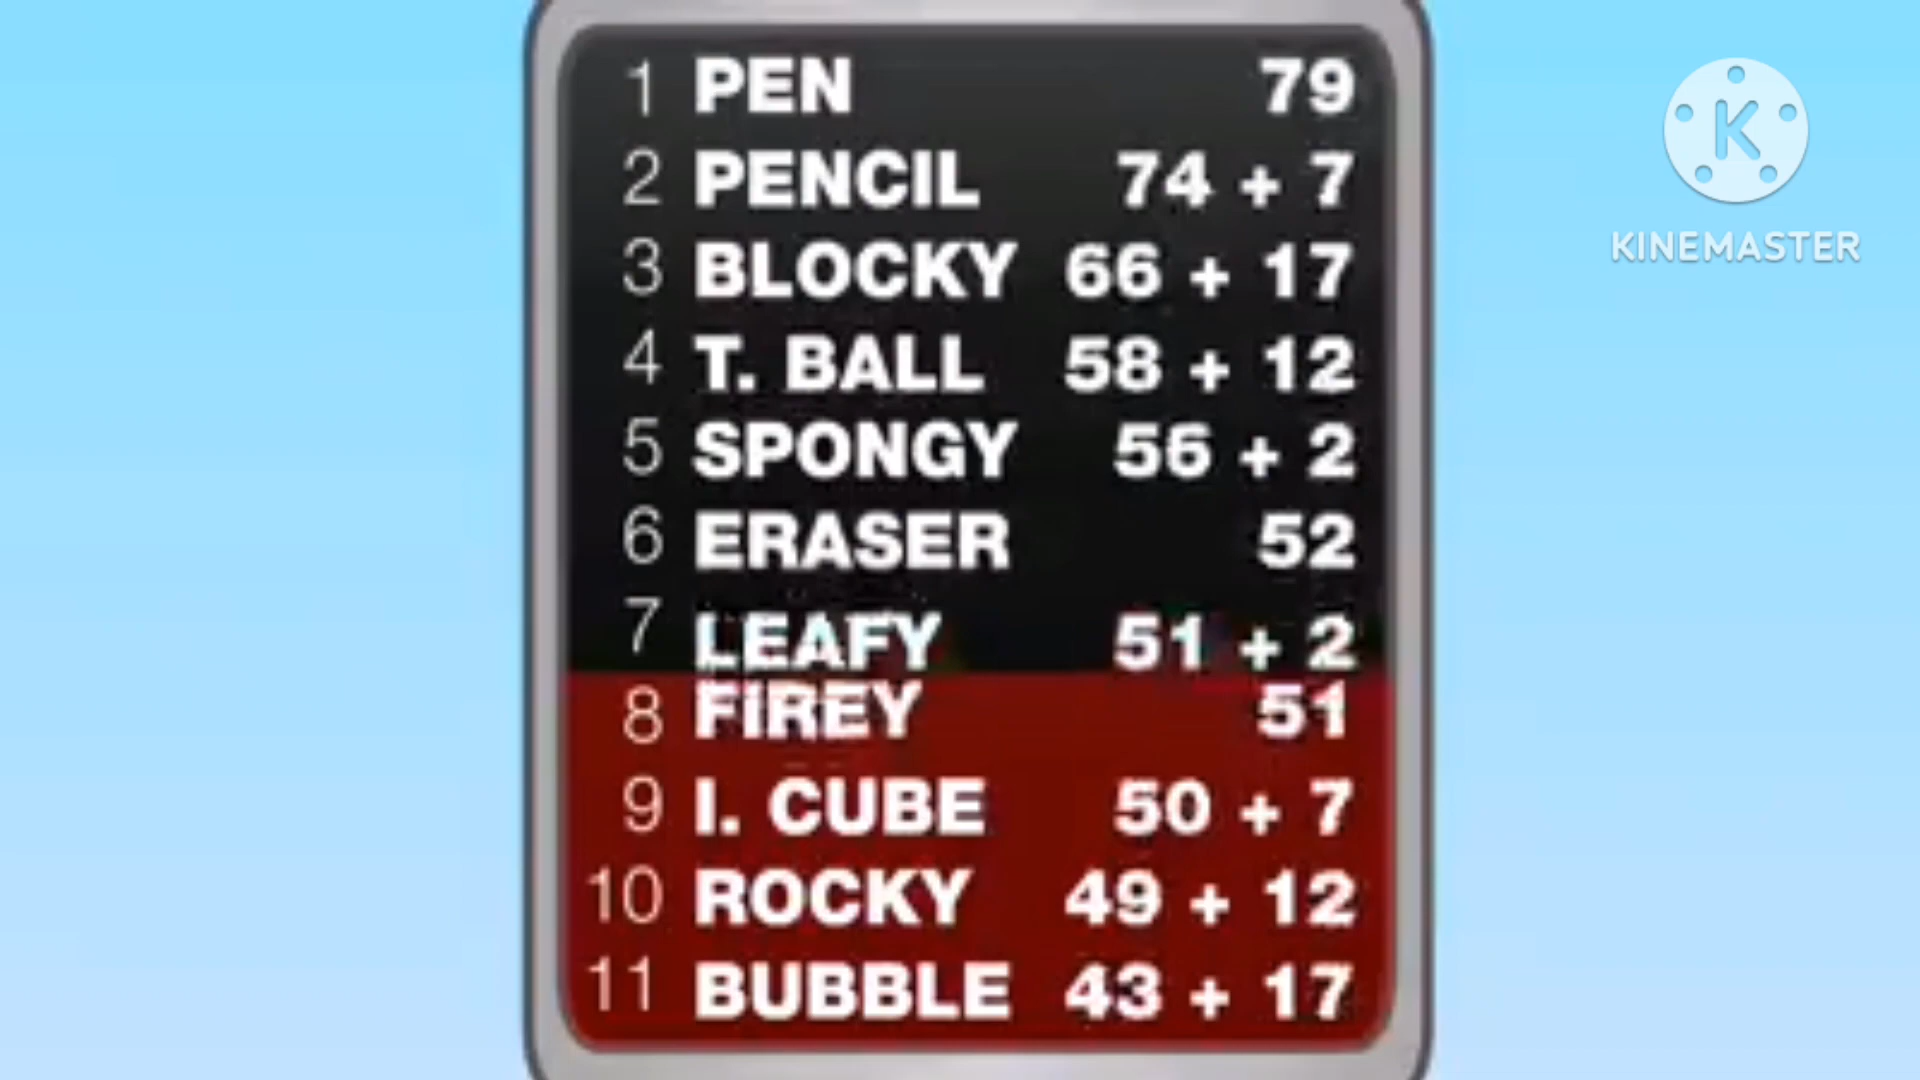 1 PEN 79
2 PENCIL 74 + 7
3 BLOCKY 66 + 17
4 T. BALL 58 + 12
5 SPONGY 56 + 2
6 ERASER 52
7 LEAFY 51 + 2
8 FIREY 51
9 I. CUBE 50 + 7
10 ROCKY 49 + 12
11 BUBBLE 43 + 17
K
KINEMASTER